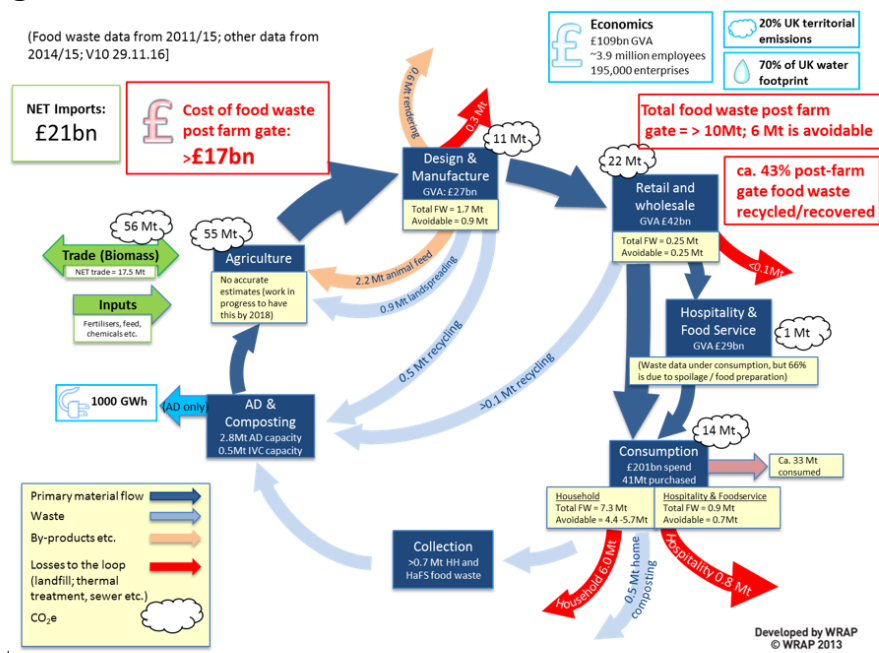 (Food waste data from 2011/15; other data from
2014/15; V10 29.11.16]
Economics
£109bn GVA
~3.9 million employees
195,000 enterprises
20% UK territorial
emissions
70% of UK water
footprint
NET Imports:
£21bn
Cost of food waste
post farm gate:
>£17bn
Total food waste post farm
gate = > 10Mt; 6 Mt is avoidable
ca. 43% post-farm
gate food waste
recycled/recovered
0.6 Mt rendering
0.3 Mt
11 Mt
Design &
Manufacture
GVA: £27bn
Total FW = 1.7 Mt
Avoidable = 0.9 Mt
22 Mt
Retail and
wholesale
GVA £42bn
Total FW = 0.25 Mt
Avoidable = 0.25 Mt
<0.1Mt
56 Mt
Trade (Biomass)
NET trade = 17.5 Mt
Inputs
Fertilisers, feed,
chemicals etc.
55 Mt
Agriculture
No accurate
estimates (work in
progress to have
this by 2018)
2.2 Mt animal feed
0.9 Mt landspreading
0.5 Mt recycling
>0.1 Mt recycling
Hospitality &
Food Service
GVA £29bn
1 Mt
(Waste data under consumption, but 66%
is due to spoilage / food preparation)
1000 GWh
(AD only)
AD &
Composting
2.8Mt AD capacity
0.5Mt IVC capacity
14 Mt
Consumption
£201bn spend
41Mt purchased
Ca. 33 Mt
consumed
Household
Total FW = 7.3 Mt
Avoidable = 4.4 -5.7Mt
Hospitality & Foodservice
Total FW = 0.9 Mt
Avoidable = 0.7Mt
Household 6.0 Mt
0.5 Mt home
composting
Hospitality 0.8 Mt
Collection
>0.7 Mt HH and
HaFS food waste
Primary material flow
Waste
By-products etc.
Losses to the loop
(landfill; thermal
treatment, sewer etc.)
CO₂e
Developed by WRAP
© WRAP 2013